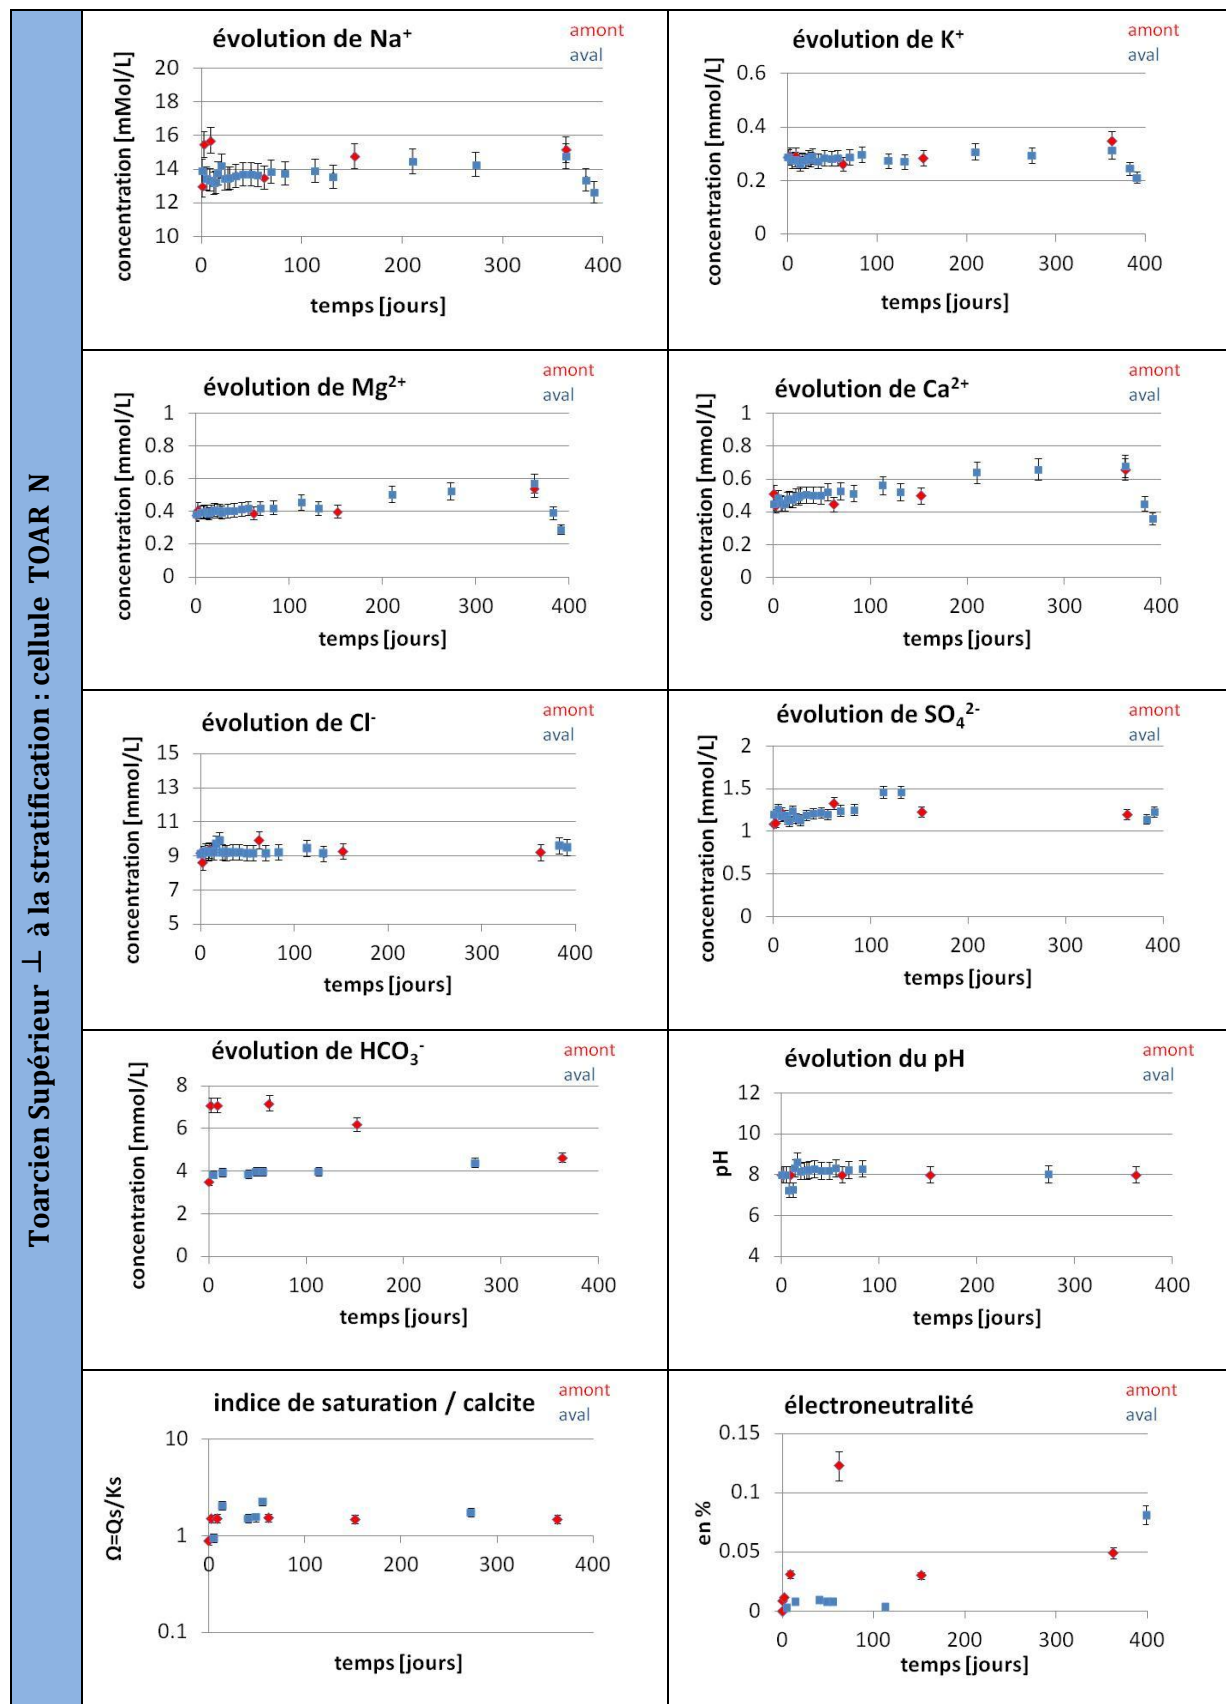 Toarcien Supérieur ⊥ à la stratification : cellule TOAR N
évolution de Na⁺
amont
aval
concentration [mMol/L]
20
18
16
14
12
10
0
100
200
300
400
temps [jours]
évolution de K⁺
amont
aval
concentration [mmol/L]
0.6
0.4
0.2
0
0
100
200
300
400
temps [jours]
évolution de Mg²⁺
amont
aval
concentration [mmol/L]
1
0.8
0.6
0.4
0.2
0
0
100
200
300
400
temps [jours]
évolution de Ca²⁺
amont
aval
concentration [mmol/L]
1
0.8
0.6
0.4
0.2
0
0
100
200
300
400
temps [jours]
évolution de Cl⁻
amont
aval
concentration [mmol/L]
15
13
11
9
7
5
0
100
200
300
400
temps [jours]
évolution de SO₄²⁻
amont
aval
concentration [mmol/L]
2
1.5
1
0.5
0
0
100
200
300
400
temps [jours]
évolution de HCO₃⁻
amont
aval
concentration [mmol/L]
8
6
4
2
0
0
100
200
300
400
temps [jours]
évolution du pH
amont
aval
pH
12
10
8
6
4
0
100
200
300
400
temps [jours]
indice de saturation / calcite
amont
aval
Ω=Qs/Ks
10
1
0.1
0
100
200
300
400
temps [jours]
électroneutralité
amont
aval
en %
0.15
0.1
0.05
0
0
100
200
300
400
temps [jours]